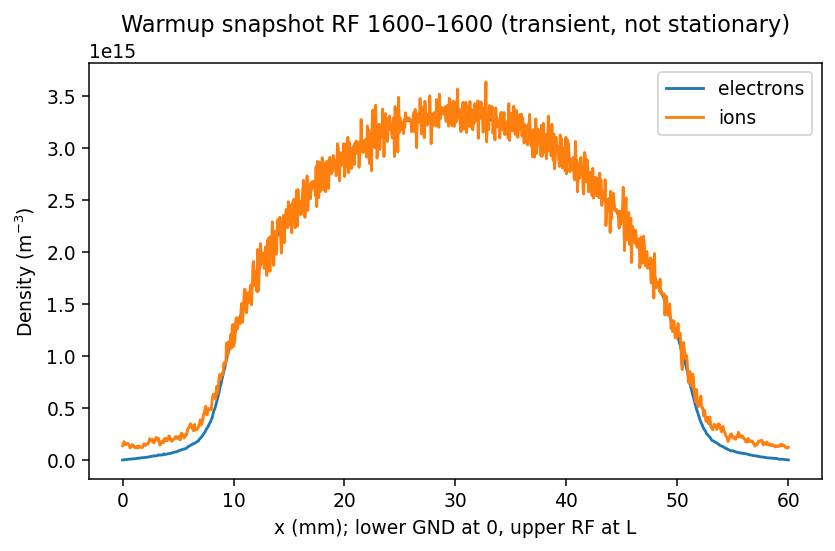 Warmup snapshot RF 1600–1600 (transient, not stationary)
1e15
electrons
ions
3.5
3.0
2.5
2.0
1.5
1.0
0.5
0.0
Density (m⁻³)
0 10 20 30 40 50 60
x (mm); lower GND at 0, upper RF at L